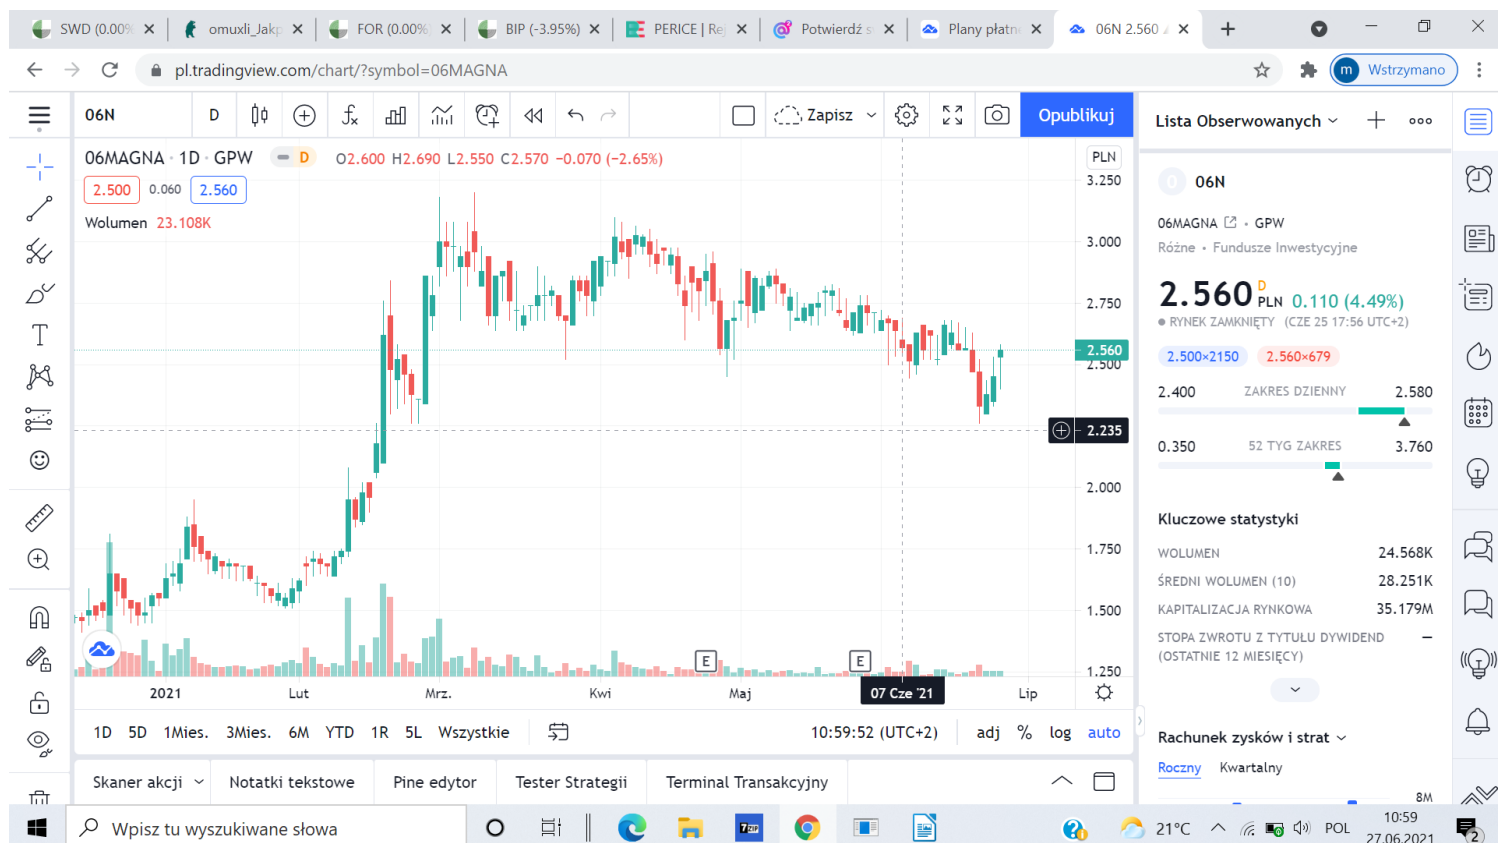 SWD (0.00%
omuxli_Jakp
FOR (0.00%)
BIP (-3.95%)
PERICE | Rej
Potwierdź s
Plany płatn
06N 2.560
pl.tradingview.com/chart/?symbol=06MAGNA
m Wstrzymano
06N D Zapisz Opublikuj
Lista Obserwowanych
06MAGNA · 1D · GPW D O2.600 H2.690 L2.550 C2.570 −0.070 (−2.65%)
2.500 0.060 2.560
Wolumen 23.108K
PLN
3.250
3.000
2.750
2.560
2.500
2.235
2.000
1.750
1.500
1.250
E E
2021 Lut Mrz. Kwi Maj 07 Cze '21 Lip
1D 5D 1Mies. 3Mies. 6M YTD 1R 5L Wszystkie 10:59:52 (UTC+2) adj % log auto
Skaner akcji Notatki tekstowe Pine edytor Tester Strategii Terminal Transakcyjny
0 06N
06MAGNA · GPW
Różne • Fundusze Inwestycyjne
2.560 D PLN 0.110 (4.49%)
RYNEK ZAMKNIĘTY (CZE 25 17:56 UTC+2)
2.500×2150 2.560×679
2.400 ZAKRES DZIENNY 2.580
0.350 52 TYG ZAKRES 3.760
Kluczowe statystyki
WOLUMEN 24.568K
ŚREDNI WOLUMEN (10) 28.251K
KAPITALIZACJA RYNKOWA 35.179M
STOPA ZWROTU Z TYTUŁU DYWIDEND —
(OSTATNIE 12 MIESIĘCY)
Rachunek zysków i strat
Roczny Kwartalny
8M
Wpisz tu wyszukiwane słowa
7ZIP
21°C POL 10:59
27.06.2021
2